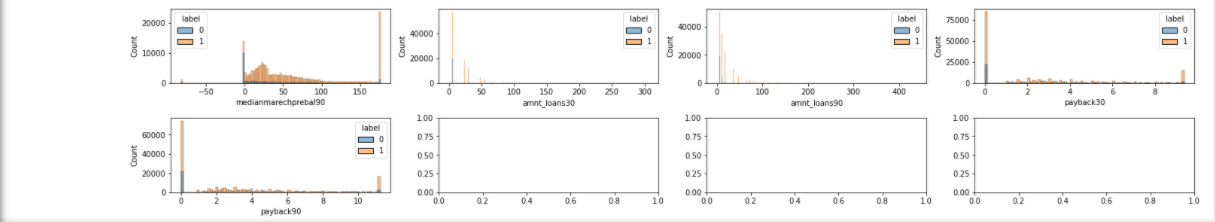 label
0
1
Count
20000
10000
0
−50 0 50 100 150
medianmarechprebal90
label
0
1
Count
40000
20000
0
0 50 100 150 200 250 300
amnt_loans30
label
0
1
Count
40000
20000
0
0 100 200 300 400
amnt_loans90
label
0
1
Count
75000
50000
25000
0
0 2 4 6 8
payback30
label
0
1
Count
60000
40000
20000
0
0 2 4 6 8 10
payback90
1.00
0.75
0.50
0.25
0.00
0.0 0.2 0.4 0.6 0.8 1.0
1.00
0.75
0.50
0.25
0.00
0.0 0.2 0.4 0.6 0.8 1.0
1.00
0.75
0.50
0.25
0.00
0.0 0.2 0.4 0.6 0.8 1.0